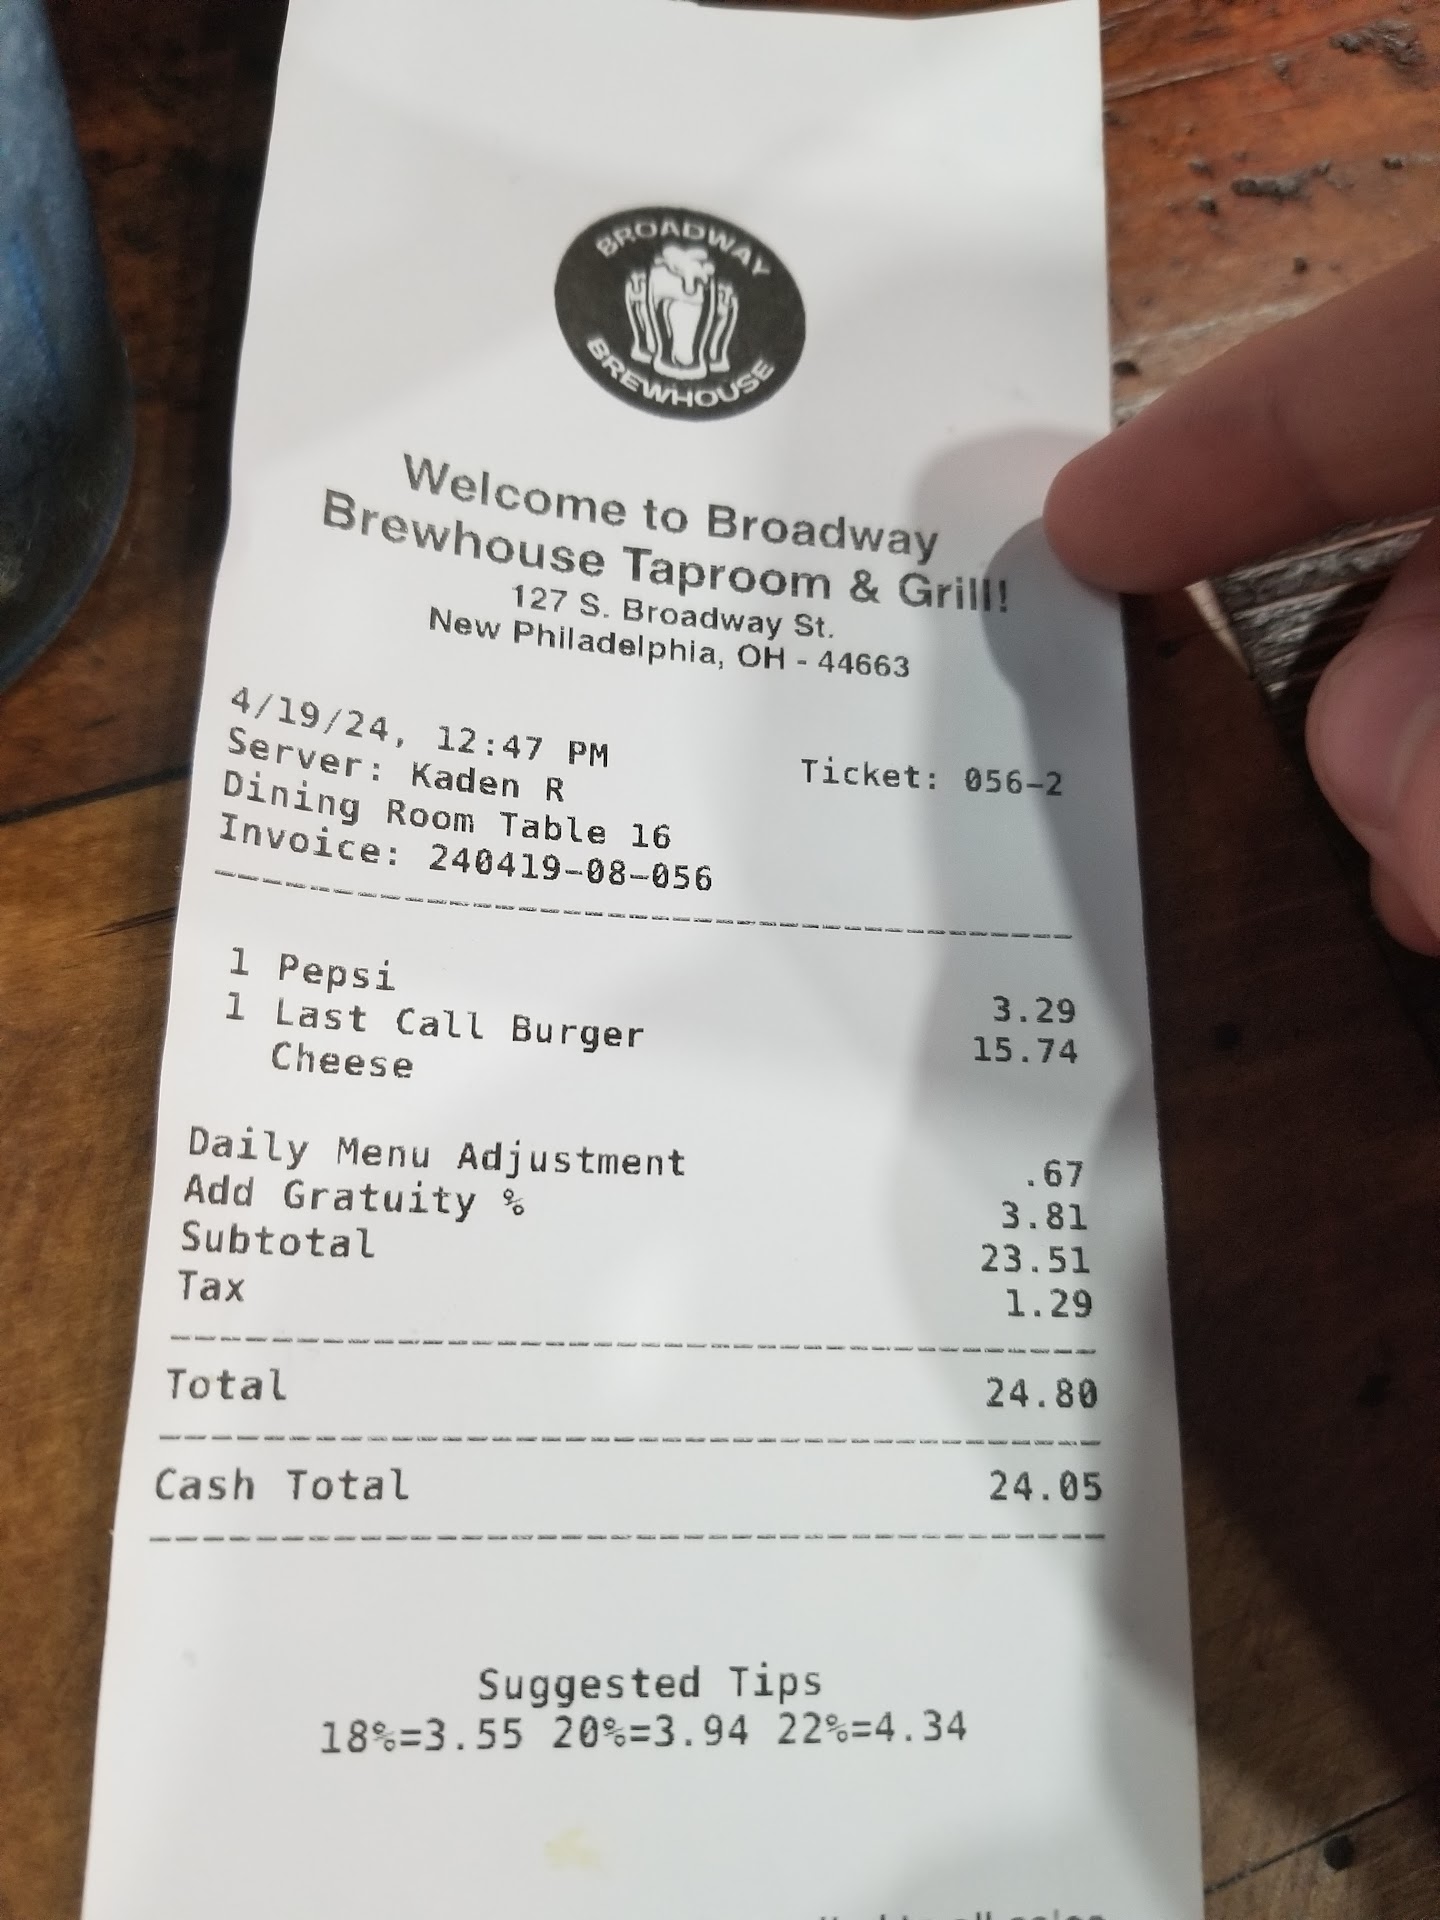 BROADWAY
BREWHOUSE
Welcome to Broadway
Brewhouse Taproom & Grill!
127 S. Broadway St.
New Philadelphia, OH - 44663
4/19/24, 12:47 PM
Server: Kaden R Ticket: 056-2
Dining Room Table 16
Invoice: 240419-08-056
1 Pepsi 3.29
1 Last Call Burger 15.74
Cheese
Daily Menu Adjustment .67
Add Gratuity % 3.81
Subtotal 23.51
Tax 1.29
Total 24.80
Cash Total 24.05
Suggested Tips
18%=3.55 20%=3.94 22%=4.34